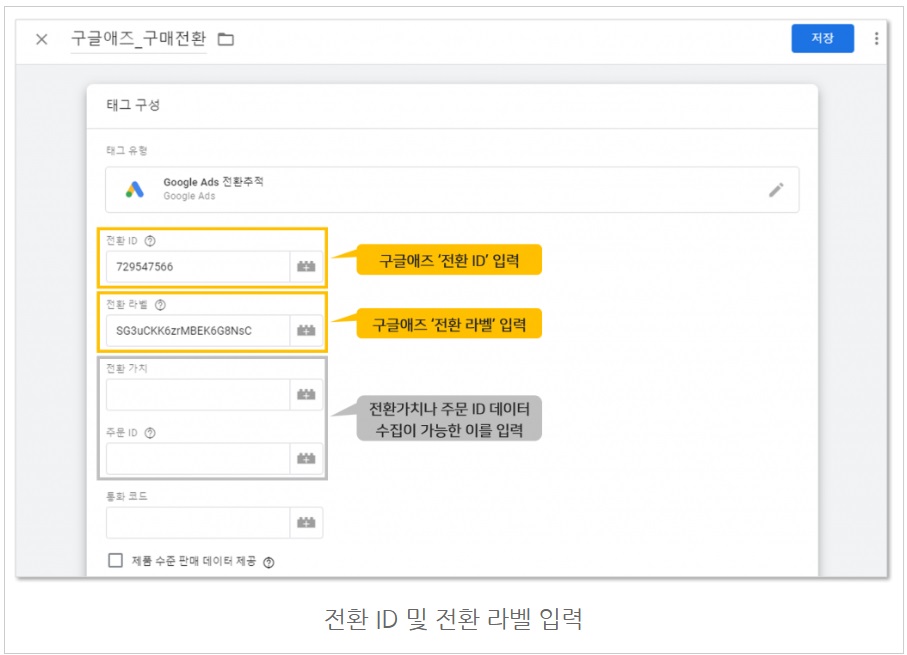 구글애즈_구매전환
저장
태그 구성
태그 유형
Google Ads 전환추적
Google Ads
전환 ID
729547566
구글애즈 ‘전환 ID’ 입력
전환 라벨
SG3uCKK6zrMBEK6G8NsC
구글애즈 ‘전환 라벨’ 입력
전환 가치
전환가치나 주문 ID 데이터
수집이 가능한 이를 입력
주문 ID
통화 코드
제품 수준 판매 데이터 제공
전환 ID 및 전환 라벨 입력